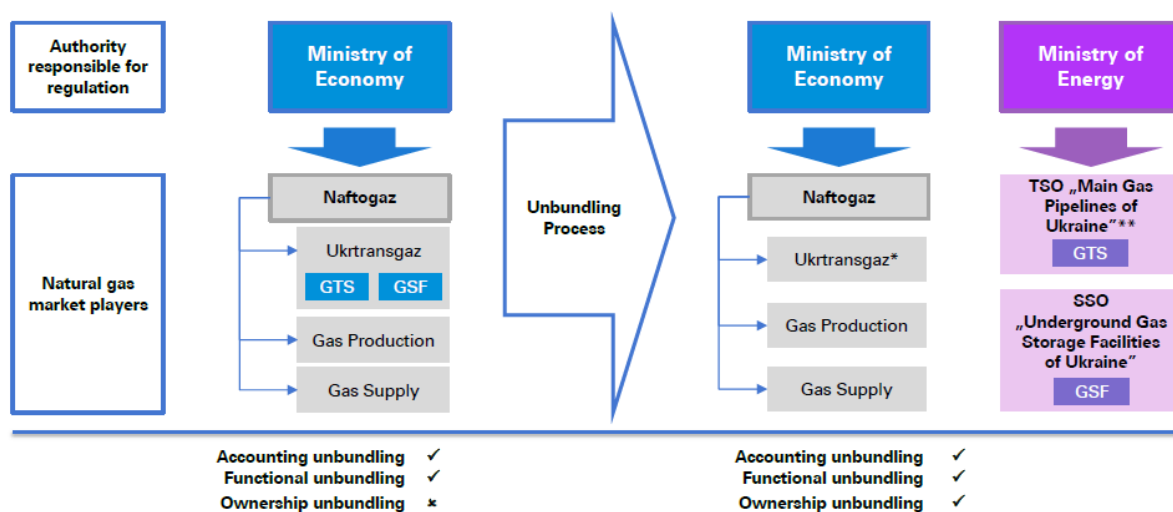 Authority
responsible for
regulation
Ministry of
Economy
Ministry of
Economy
Ministry of
Energy
Natural gas
market players
Naftogaz
Ukrtransgaz
GTS
GSF
Gas Production
Gas Supply
Unbundling
Process
Naftogaz
Ukrtransgaz*
Gas Production
Gas Supply
TSO „Main Gas
Pipelines of
Ukraine”**
GTS
SSO
„Underground Gas
Storage Facilities
of Ukraine”
GSF
Accounting unbundling ✓
Functional unbundling ✓
Ownership unbundling ×
Accounting unbundling ✓
Functional unbundling ✓
Ownership unbundling ✓